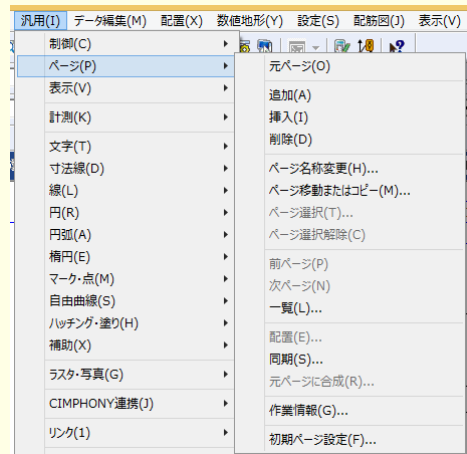 汎用(I) データ編集(M) 配置(X) 数値地形(Y) 設定(S) 配筋図(J) 表示(V)
制御(C)
ページ(P)
表示(V)
計測(K)
文字(T)
寸法線(D)
線(L)
円(R)
円弧(A)
楕円(E)
マーク・点(M)
自由曲線(S)
ハッチング・塗り(H)
補助(X)
ラスタ・写真(G)
CIMPHONY連携(J)
リンク(1)
元ページ(O)
追加(A)
挿入(I)
削除(D)
ページ名称変更(H)...
ページ移動またはコピー(M)...
ページ選択(T)...
ページ選択解除(C)
前ページ(P)
次ページ(N)
一覧(L)...
配置(E)...
同期(S)...
元ページに合成(R)...
作業情報(G)...
初期ページ設定(F)...